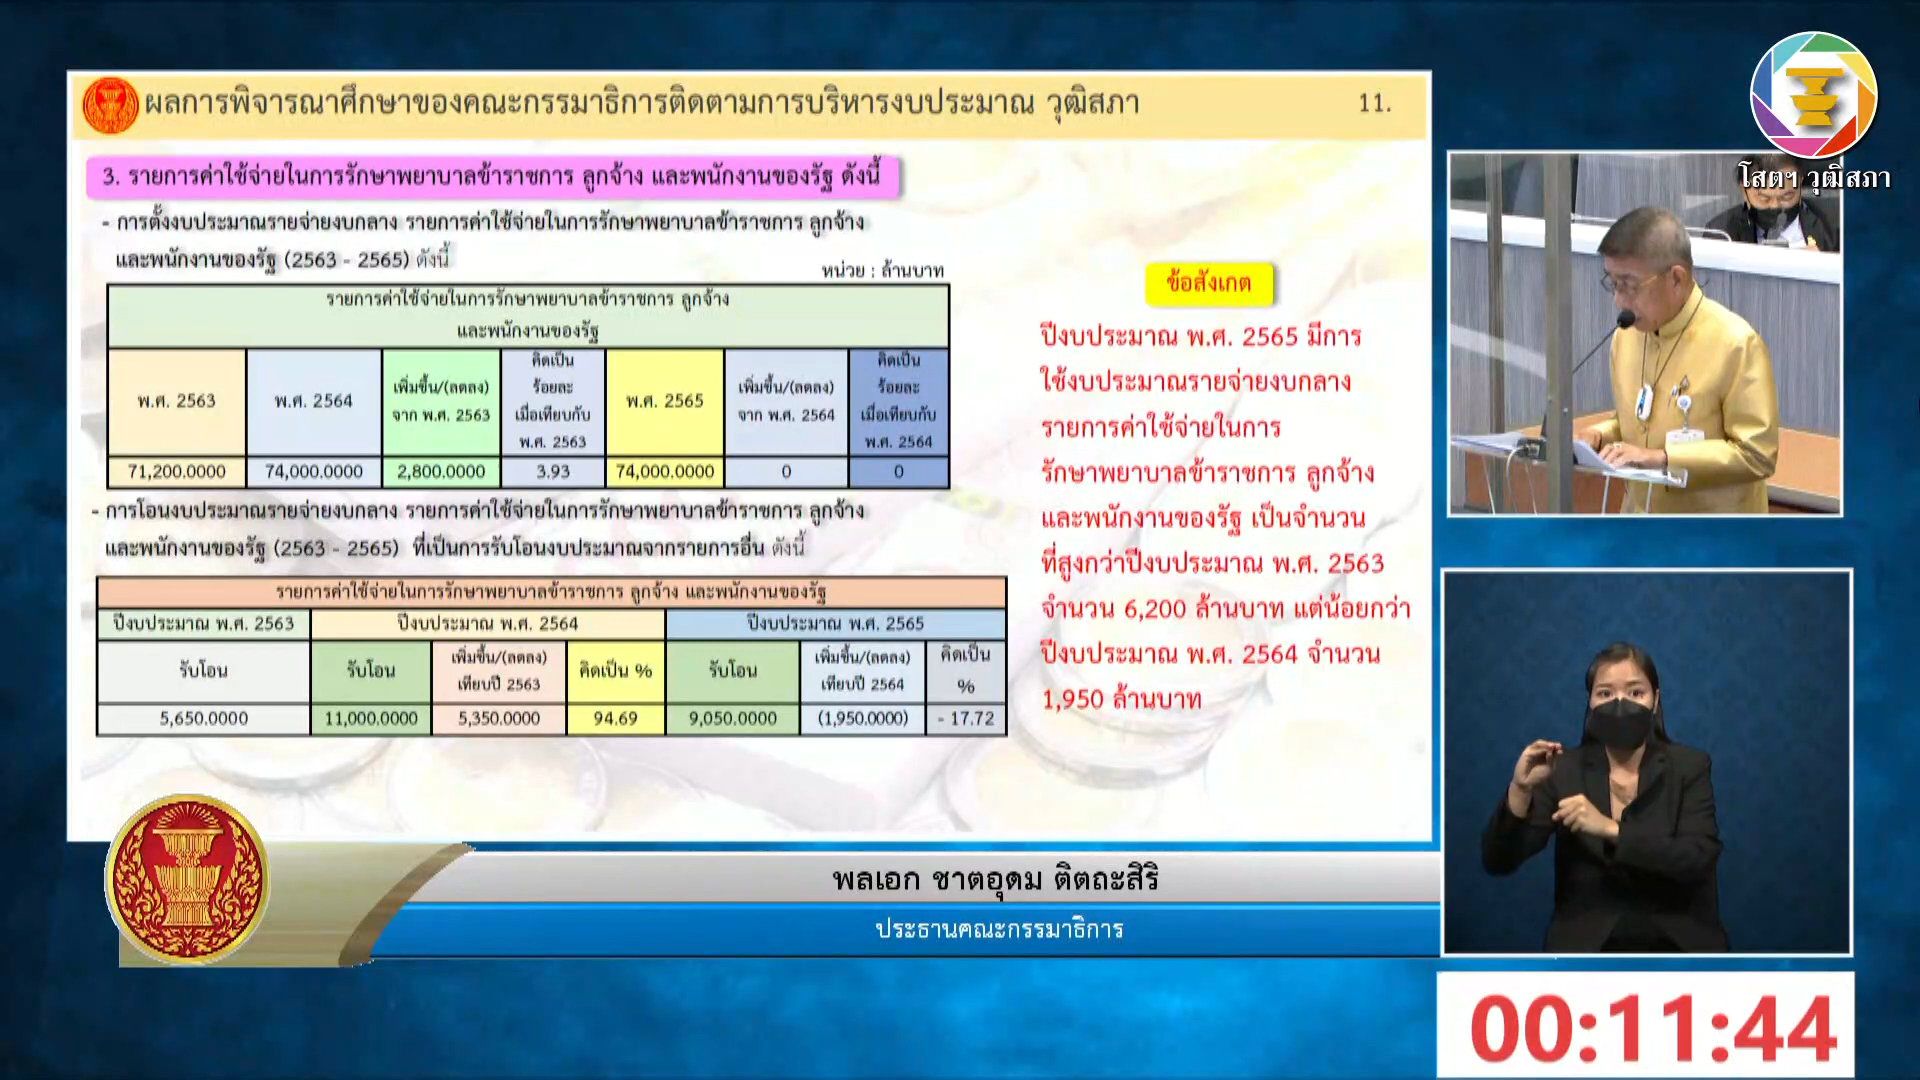 ผลการพิจารณาศึกษาของคณะกรรมาธิการติดตามการบริหารงบประมาณ วุฒิสภา
11.
3. รายการค่าใช้จ่ายในการรักษาพยาบาลข้าราชการ ลูกจ้าง และพนักงานของรัฐ ดังนี้
- การตั้งงบประมาณรายจ่ายงบกลาง รายการค่าใช้จ่ายในการรักษาพยาบาลข้าราชการ ลูกจ้าง
และพนักงานของรัฐ (2563 - 2565) ดังนี้
หน่วย : ล้านบาท
รายการค่าใช้จ่ายในการรักษาพยาบาลข้าราชการ ลูกจ้าง
และพนักงานของรัฐ
พ.ศ. 2563
พ.ศ. 2564
เพิ่มขึ้น/(ลดลง)
จาก พ.ศ. 2563
คิดเป็น
ร้อยละ
เมื่อเทียบกับ
พ.ศ. 2563
พ.ศ. 2565
เพิ่มขึ้น/(ลดลง)
จาก พ.ศ. 2564
คิดเป็น
ร้อยละ
เมื่อเทียบกับ
พ.ศ. 2564
71,200.0000 74,000.0000 2,800.0000 3.93 74,000.0000 0 0
- การโอนงบประมาณรายจ่ายงบกลาง รายการค่าใช้จ่ายในการรักษาพยาบาลข้าราชการ ลูกจ้าง
และพนักงานของรัฐ (2563 - 2565) ที่เป็นการรับโอนงบประมาณจากรายการอื่น ดังนี้
รายการค่าใช้จ่ายในการรักษาพยาบาลข้าราชการ ลูกจ้าง และพนักงานของรัฐ
ปีงบประมาณ พ.ศ. 2563 ปีงบประมาณ พ.ศ. 2564 ปีงบประมาณ พ.ศ. 2565
รับโอน
รับโอน
เพิ่มขึ้น/(ลดลง)
เทียบปี 2563
คิดเป็น %
รับโอน
เพิ่มขึ้น/(ลดลง)
เทียบปี 2564
คิดเป็น
%
5,650.0000 11,000.0000 5,350.0000 94.69 9,050.0000 (1,950.0000) - 17.72
ข้อสังเกต
ปีงบประมาณ พ.ศ. 2565 มีการ
ใช้งบประมาณรายจ่ายงบกลาง
รายการค่าใช้จ่ายในการ
รักษาพยาบาลข้าราชการ ลูกจ้าง
และพนักงานของรัฐ เป็นจำนวน
ที่สูงกว่าปีงบประมาณ พ.ศ. 2563
จำนวน 6,200 ล้านบาท แต่น้อยกว่า
ปีงบประมาณ พ.ศ. 2564 จำนวน
1,950 ล้านบาท
โสตฯ วุฒิสภา
พลเอก ชาตอุดม ติตถะสิริ
ประธานคณะกรรมาธิการ
00:11:44